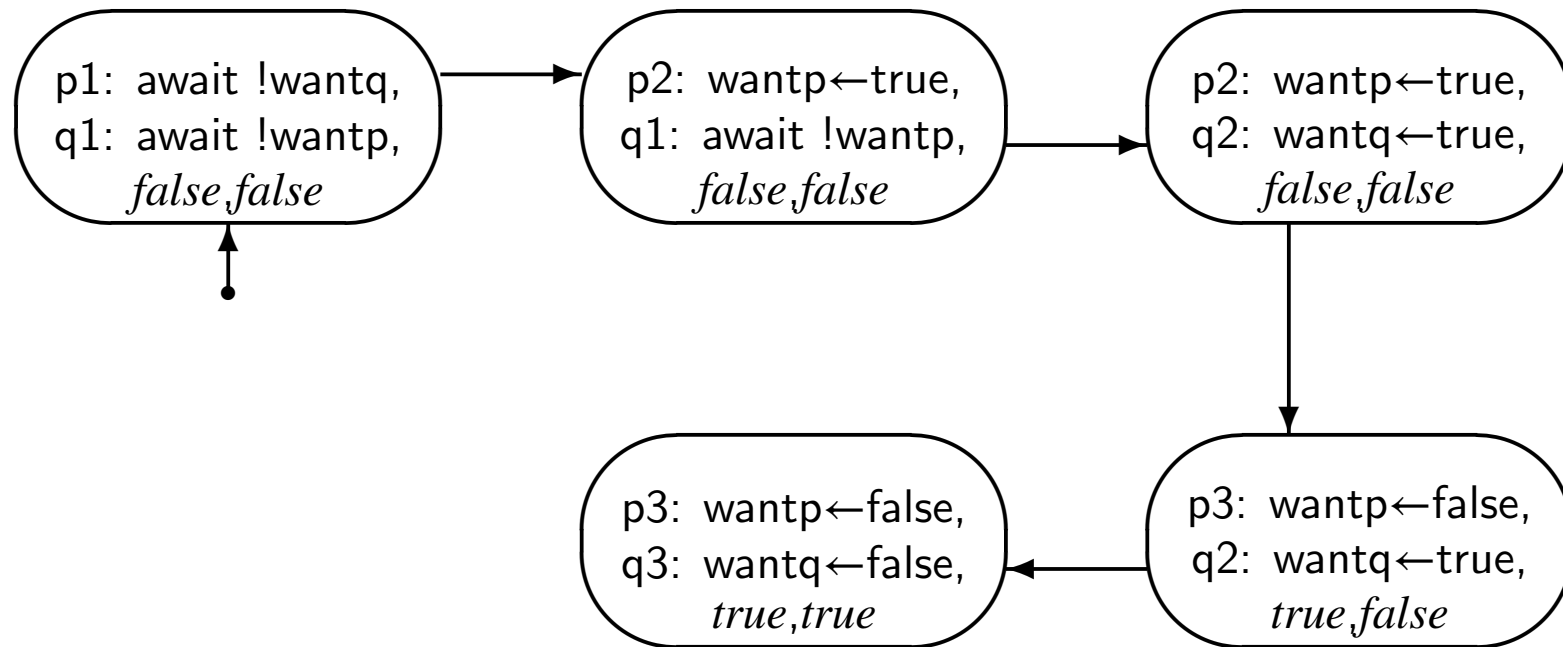 p1: await !wantq,
q1: await !wantp,
false,false
p2: wantp←true,
q1: await !wantp,
false,false
p2: wantp←true,
q2: wantq←true,
false,false
p3: wantp←false,
q3: wantq←false,
true,true
p3: wantp←false,
q2: wantq←true,
true,false